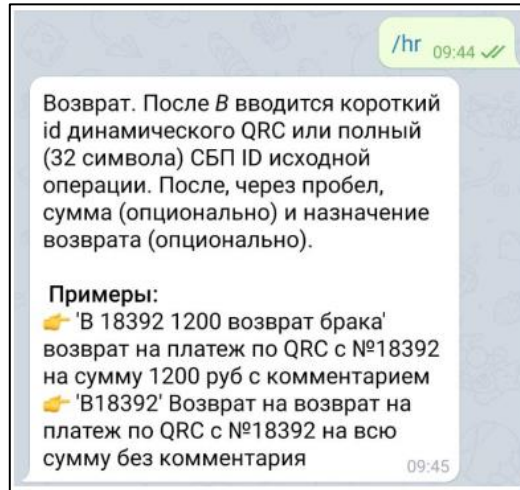 /hr 09:44
Возврат. После В вводится короткий
id динамического QRC или полный
(32 символа) СБП ID исходной
операции. После, через пробел,
сумма (опционально) и назначение
возврата (опционально).
Примеры:
👉 'В 18392 1200 возврат брака'
возврат на платеж по QRC с №18392
на сумму 1200 руб с комментарием
👉 'В18392' Возврат на возврат на
платеж по QRC с №18392 на всю
сумму без комментария
09:45